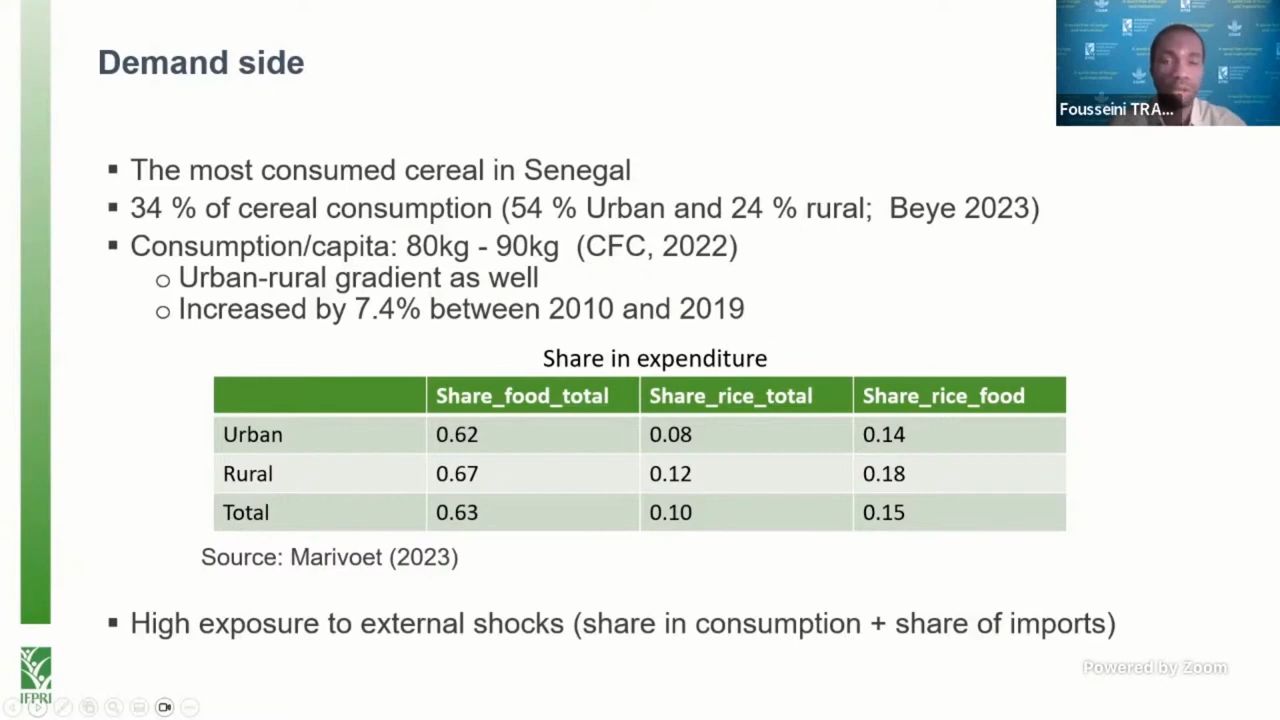 Demand side
Fousseini TRA...
▪ The most consumed cereal in Senegal
▪ 34 % of cereal consumption (54 % Urban and 24 % rural; Beye 2023)
▪ Consumption/capita: 80kg - 90kg (CFC, 2022)
o Urban-rural gradient as well
o Increased by 7.4% between 2010 and 2019
Share in expenditure
Share_food_total Share_rice_total Share_rice_food
Urban 0.62 0.08 0.14
Rural 0.67 0.12 0.18
Total 0.63 0.10 0.15
Source: Marivoet (2023)
▪ High exposure to external shocks (share in consumption + share of imports)
Powered by Zoom
IFPRI